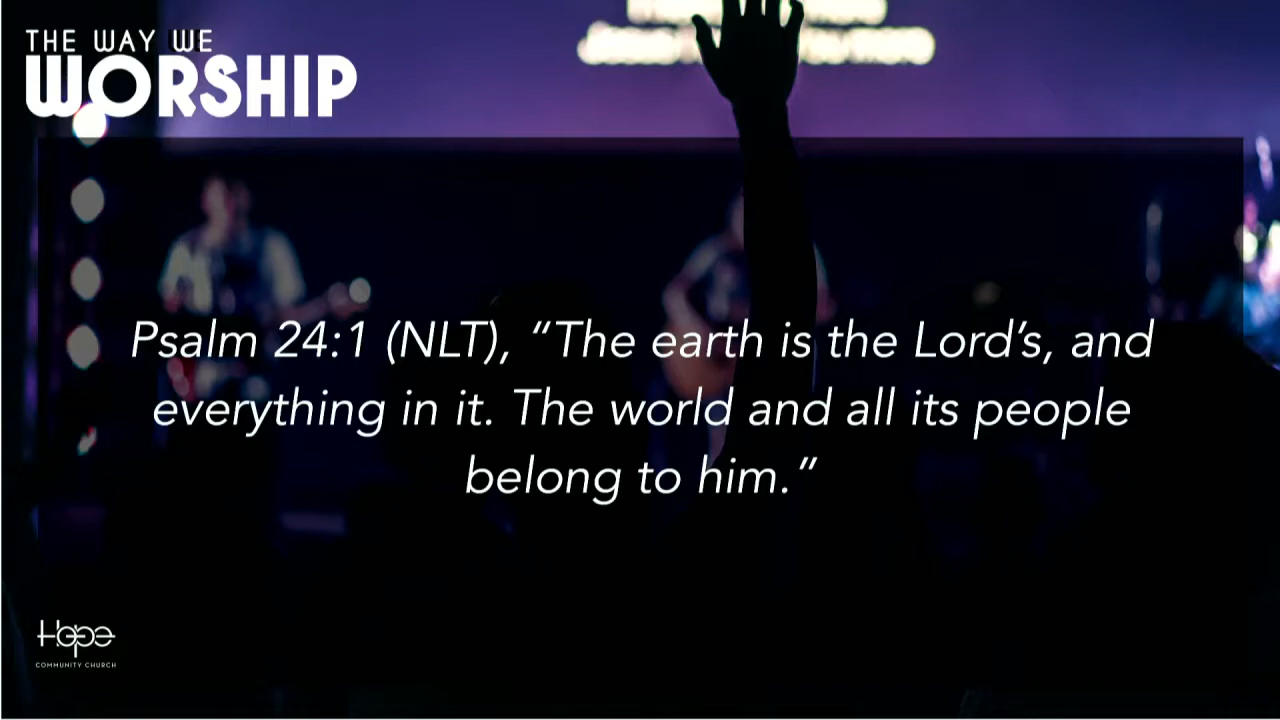 THE WAY WE
WORSHIP
Psalm 24:1 (NLT), “The earth is the Lord’s, and
everything in it. The world and all its people
belong to him.”
Hope
COMMUNITY CHURCH